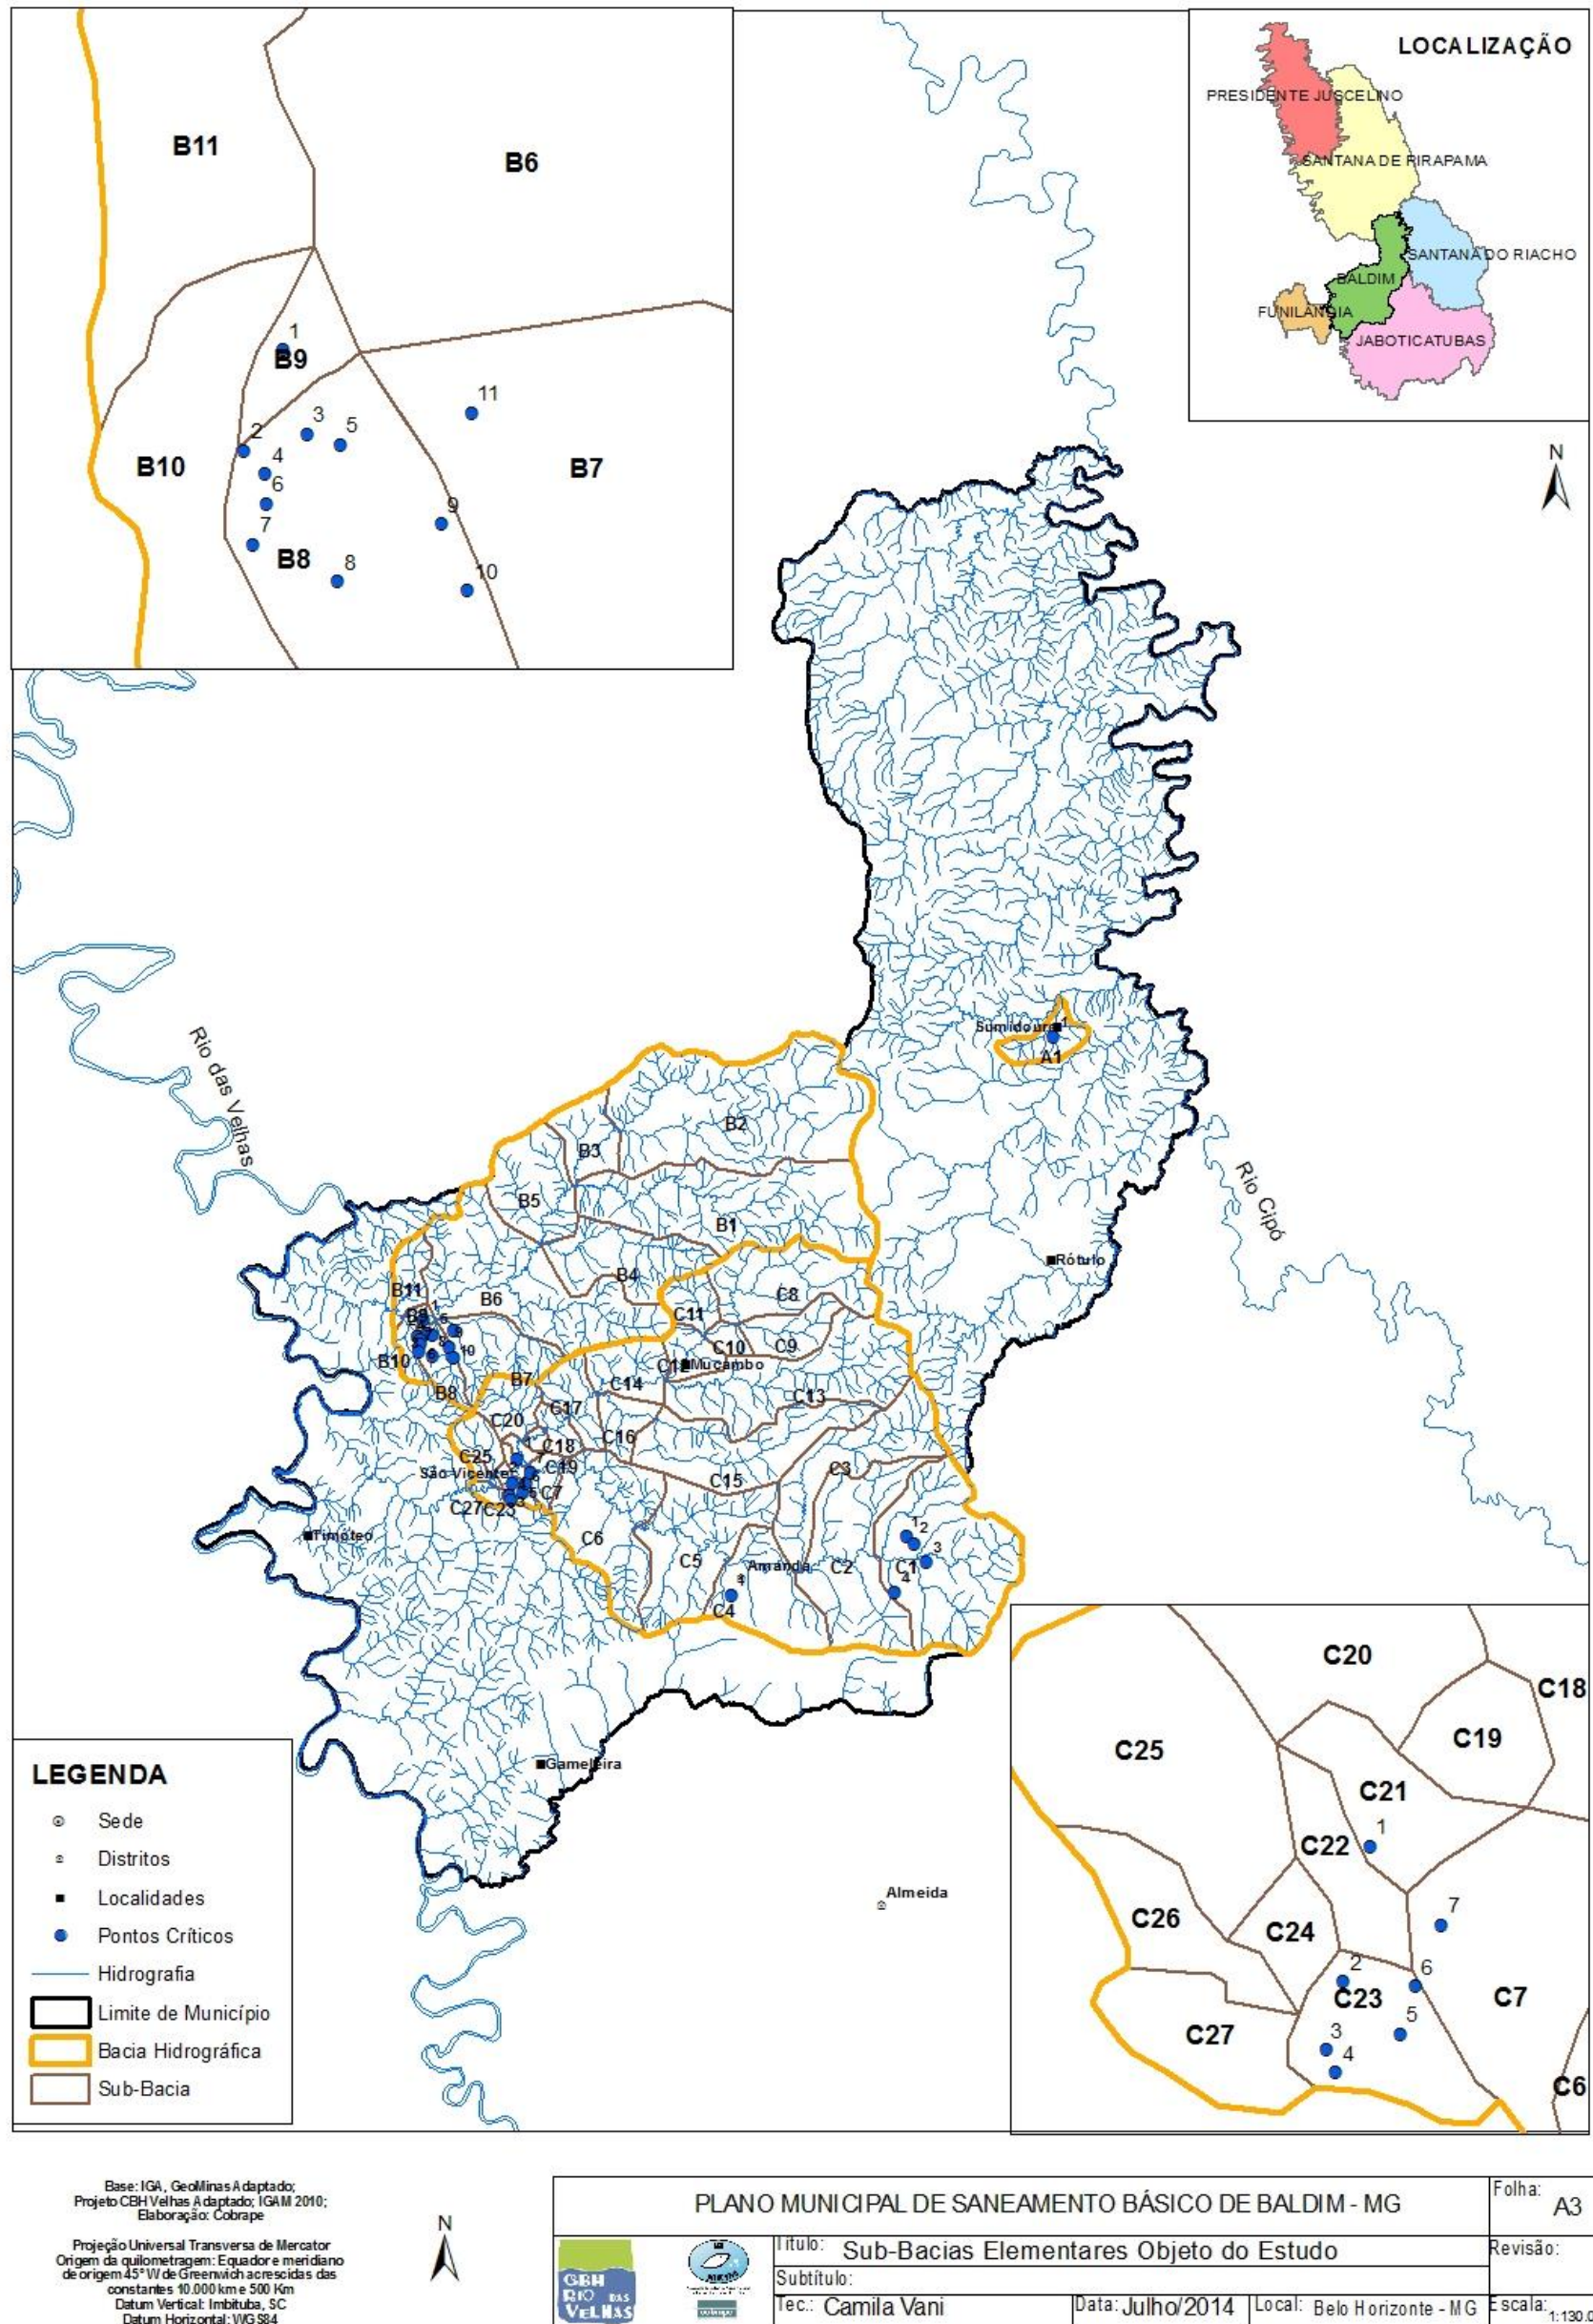 B11
B6
1
B9
11
3
5
2
B10
4
B7
6
9
7
B8
8
10
LOCALIZAÇÃO
PRESIDENTE JUSCELINO
SANTANA DE PIRAPAMA
SANTANA DO RIACHO
BALDIM
FUNILANDIA
JABOTICATUBAS
N
Rio das Velhas
Sumidouro 1
A1
B2
B3
B5
B1
Rio Cipó
Rótulo
B4
C8
B11
B6
C11
B9
C10
C9
B10
10
Mucambo
B7
C14
B8
C13
C17
C20
C16
C18
C25
C19
C3
São Vicente
C15
C7
C27
C23
Timóteo
C6
1
2
3
C5
Amanda
C2
C1
4
C4
Gameleira
Almeida
C20
C18
C25
C19
C21
1
C22
C26
7
C24
2
6
C23
C7
5
C27
3
4
C6
LEGENDA
Sede
Distritos
Localidades
Pontos Críticos
Hidrografia
Limite de Município
Bacia Hidrográfica
Sub-Bacia
Base: IGA, GeoMinas Adaptado;
Projeto CBH Velhas Adaptado; IGAM 2010;
Elaboração: Cobrape
Projeção Universal Transversa de Mercator
Origem da quilometragem: Equador e meridiano
de origem 45° W de Greenwich acrescidas das
constantes 10.000 km e 500 Km
Datum Vertical: Imbituba, SC
Datum Horizontal: WGS84
N
PLANO MUNICIPAL DE SANEAMENTO BÁSICO DE BALDIM - MG
Folha:
A3
Título: Sub-Bacias Elementares Objeto do Estudo
Revisão:
Subtítulo:
Tec.: Camila Vani
Data: Julho/2014
Local: Belo Horizonte - MG
Escala:
CBH
RIO DAS
VELHAS